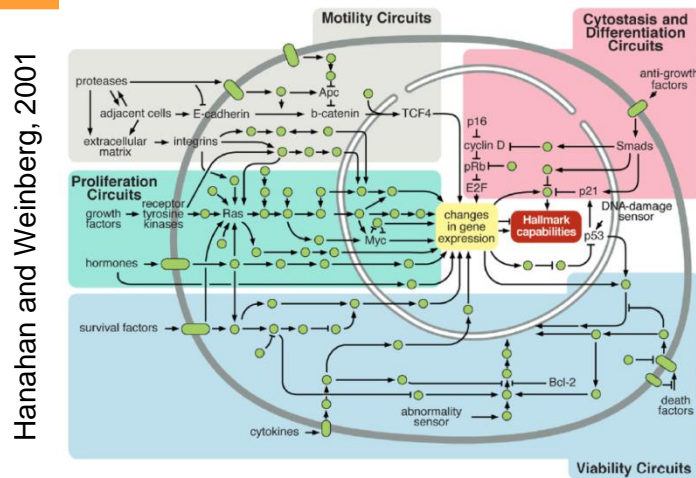 Hanahan and Weinberg, 2001
Motility Circuits
Cytostasis and
Differentiation
Circuits
proteases
adjacent cells
E-cadherin
extracellular
matrix
integrins
Apc
b-catenin
TCF4
anti-growth
factors
p16
cyclin D
pRb
E2F
Smads
p21
DNA-damage
sensor
p53
Proliferation
Circuits
growth
factors
receptor
tyrosine
kinases
Ras
Myc
changes
in gene
expression
Hallmark
capabilities
hormones
survival factors
Bcl-2
abnormality
sensor
cytokines
death
factors
Viability Circuits